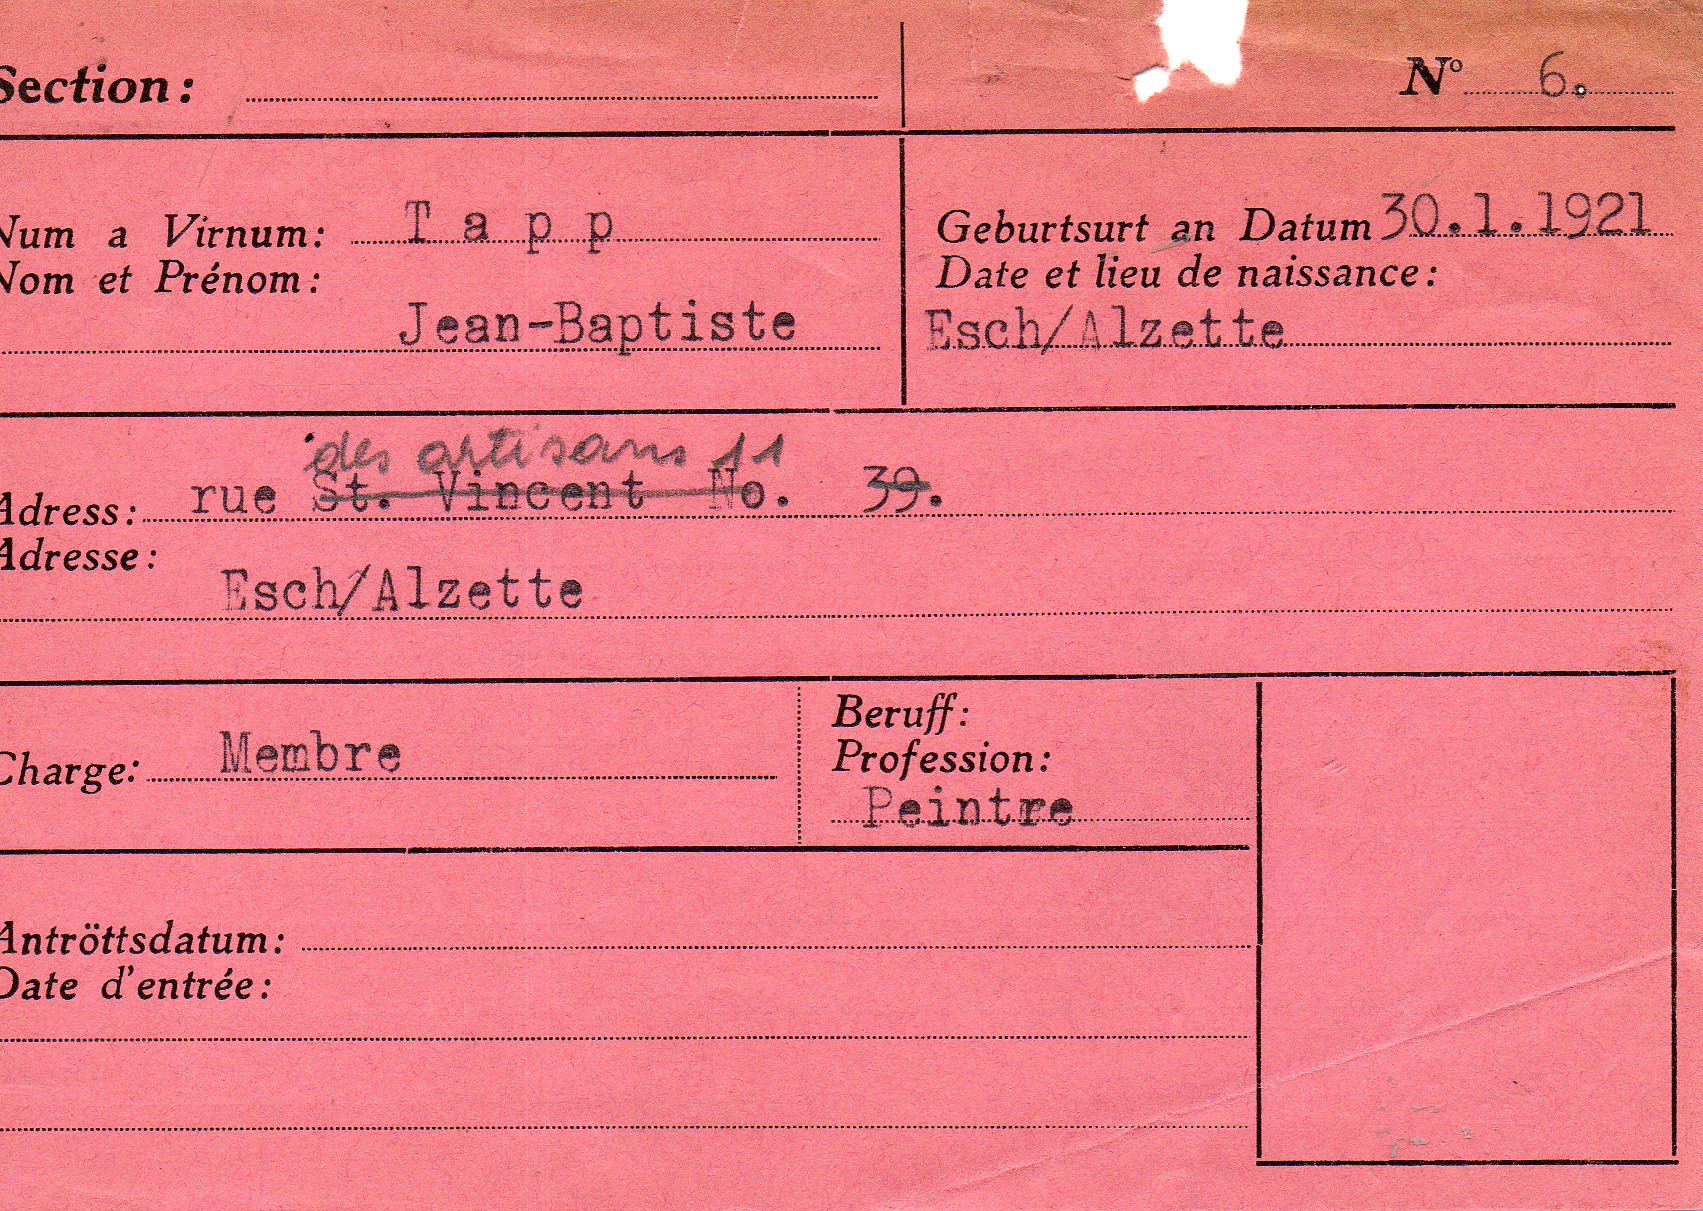 Section:
N° 6.
Num a Virnum: Tapp
Nom et Prénom:
Jean-Baptiste
Geburtsurt an Datum 30.1.1921
Date et lieu de naissance:
Esch/Alzette
des artisans 11
Adress: rue St. Vincent No. 39.
Adresse:
Esch/Alzette
Charge: Membre
Beruff:
Profession:
Peintre
Antröttsdatum:
Date d'entrée: